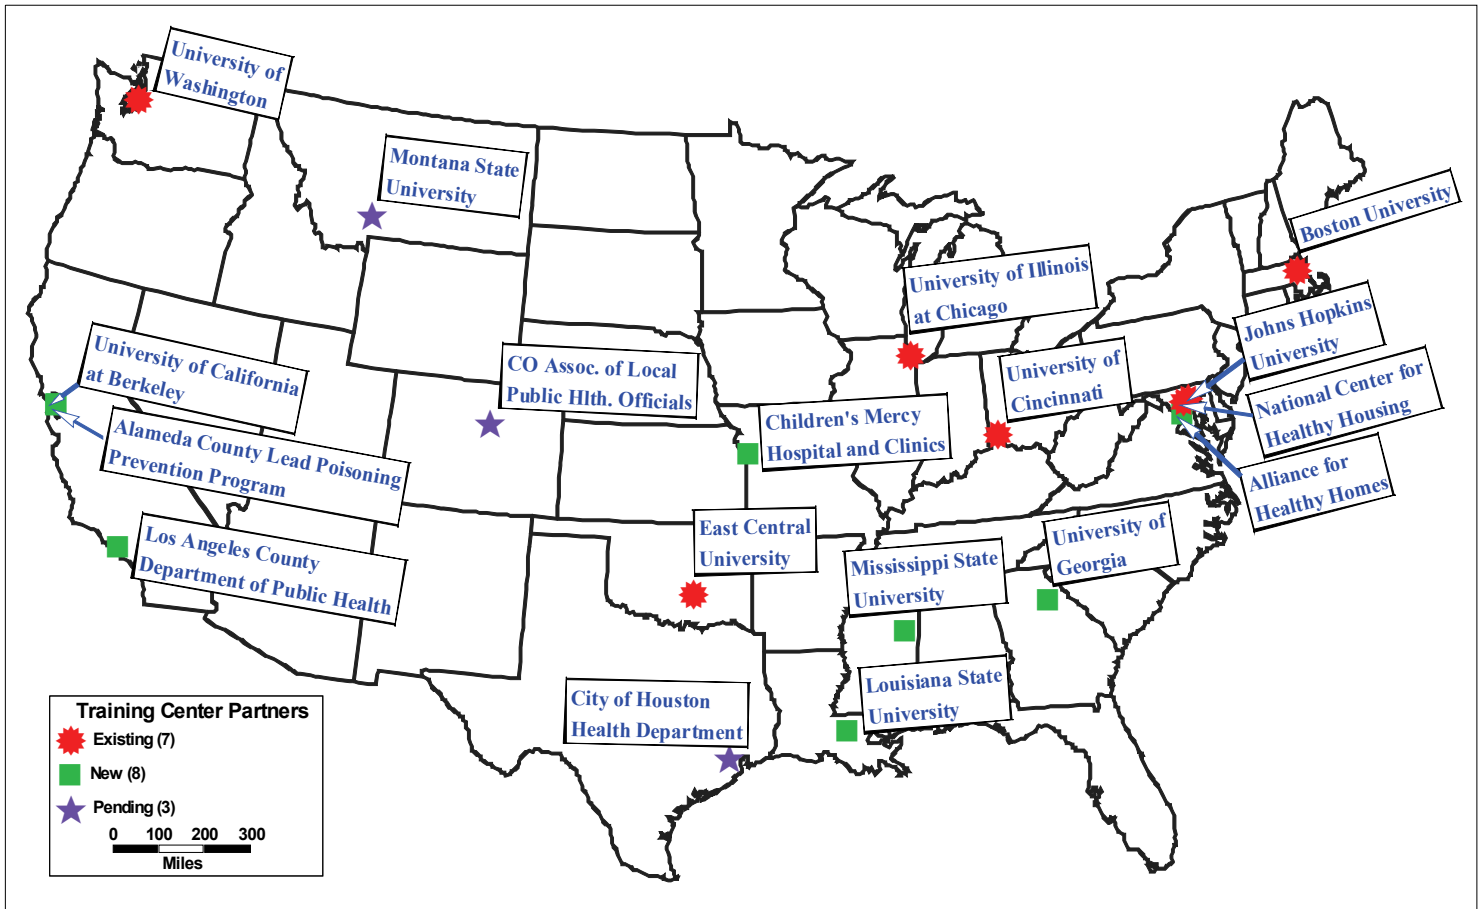 University of
Washington
Montana State
University
Boston University
University of Illinois
at Chicago
Johns Hopkins
University
University of California
at Berkeley
CO Assoc. of Local
Public Hlth. Officials
University of
Cincinnati
National Center for
Healthy Housing
Children's Mercy
Hospital and Clinics
Alameda County Lead Poisoning
Prevention Program
Alliance for
Healthy Homes
East Central
University
University of
Georgia
Los Angeles County
Department of Public Health
Mississippi State
University
Louisiana State
University
City of Houston
Health Department
Training Center Partners
Existing (7)
New (8)
Pending (3)
0 100 200 300
Miles